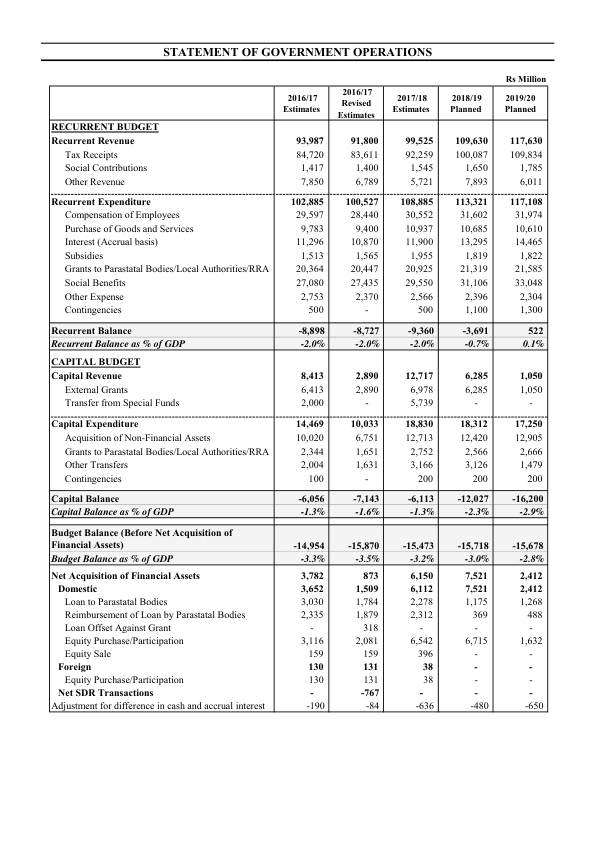 STATEMENT OF GOVERNMENT OPERATIONS
Rs Million
2016/17 Estimates 2016/17 Revised Estimates 2017/18 Estimates 2018/19 Planned 2019/20 Planned
RECURRENT BUDGET
Recurrent Revenue 93,987 91,800 99,525 109,630 117,630
Tax Receipts 84,720 83,611 92,259 100,087 109,834
Social Contributions 1,417 1,400 1,545 1,650 1,785
Other Revenue 7,850 6,789 5,721 7,893 6,011
Recurrent Expenditure 102,885 100,527 108,885 113,321 117,108
Compensation of Employees 29,597 28,440 30,552 31,602 31,974
Purchase of Goods and Services 9,783 9,400 10,937 10,685 10,610
Interest (Accrual basis) 11,296 10,870 11,900 13,295 14,465
Subsidies 1,513 1,565 1,955 1,819 1,822
Grants to Parastatal Bodies/Local Authorities/RRA 20,364 20,447 20,925 21,319 21,585
Social Benefits 27,080 27,435 29,550 31,106 33,048
Other Expense 2,753 2,370 2,566 2,396 2,304
Contingencies 500 - 500 1,100 1,300
Recurrent Balance -8,898 -8,727 -9,360 -3,691 522
Recurrent Balance as % of GDP -2.0% -2.0% -2.0% -0.7% 0.1%
CAPITAL BUDGET
Capital Revenue 8,413 2,890 12,717 6,285 1,050
External Grants 6,413 2,890 6,978 6,285 1,050
Transfer from Special Funds 2,000 - 5,739 - -
Capital Expenditure 14,469 10,033 18,830 18,312 17,250
Acquisition of Non-Financial Assets 10,020 6,751 12,713 12,420 12,905
Grants to Parastatal Bodies/Local Authorities/RRA 2,344 1,651 2,752 2,566 2,666
Other Transfers 2,004 1,631 3,166 3,126 1,479
Contingencies 100 - 200 200 200
Capital Balance -6,056 -7,143 -6,113 -12,027 -16,200
Capital Balance as % of GDP -1.3% -1.6% -1.3% -2.3% -2.9%
Budget Balance (Before Net Acquisition of
Financial Assets) -14,954 -15,870 -15,473 -15,718 -15,678
Budget Balance as % of GDP -3.3% -3.5% -3.2% -3.0% -2.8%
Net Acquisition of Financial Assets 3,782 873 6,150 7,521 2,412
Domestic 3,652 1,509 6,112 7,521 2,412
Loan to Parastatal Bodies 3,030 1,784 2,278 1,175 1,268
Reimbursement of Loan by Parastatal Bodies 2,335 1,879 2,312 369 488
Loan Offset Against Grant - 318 - - -
Equity Purchase/Participation 3,116 2,081 6,542 6,715 1,632
Equity Sale 159 159 396 - -
Foreign 130 131 38 - -
Equity Purchase/Participation 130 131 38 - -
Net SDR Transactions - -767 - - -
Adjustment for difference in cash and accrual interest -190 -84 -636 -480 -650